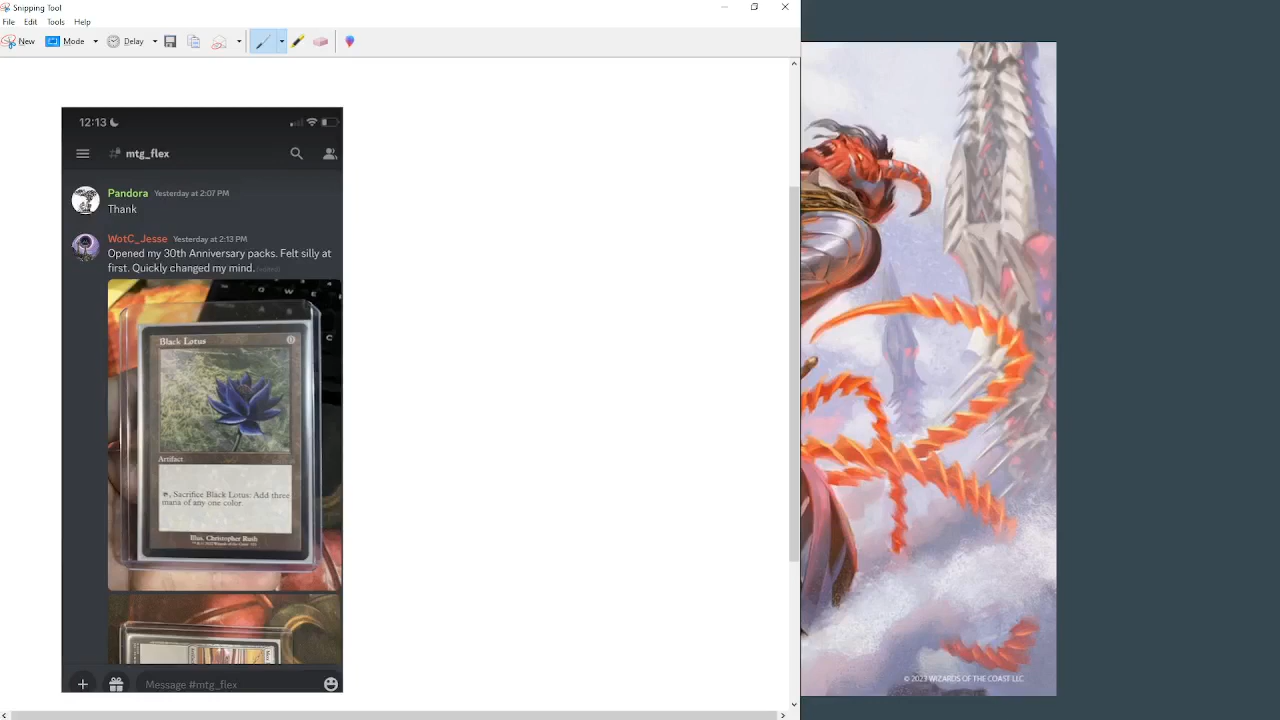 Snipping Tool
File Edit Tools Help
New Mode Delay
12:13
mtg_flex
Pandora Yesterday at 2:07 PM
Thank
WotC_Jesse Yesterday at 2:13 PM
Opened my 30th Anniversary packs. Felt silly at
first. Quickly changed my mind. (edited)
Q W E
C
Black Lotus 0
Artifact
, Sacrifice Black Lotus: Add three
mana of any one color
Illus. Christopher Rush
Message #mtg_flex
© 2023 WIZARDS OF THE COAST LLC